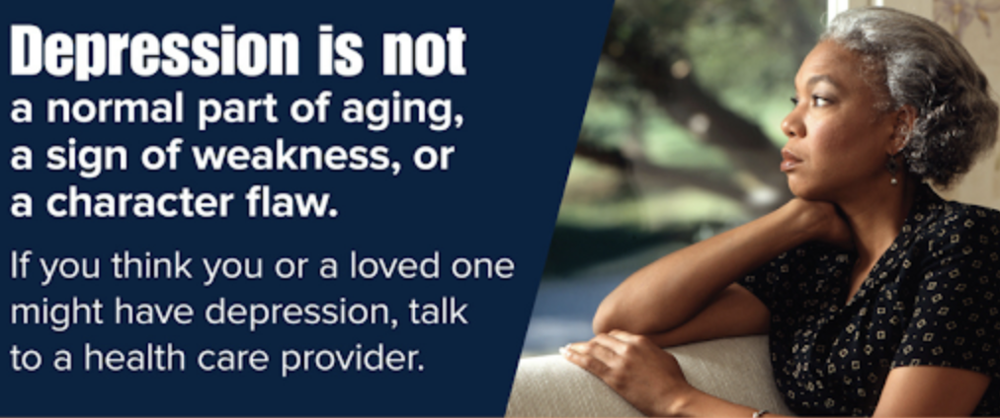 Depression is not
a normal part of aging,
a sign of weakness, or
a character flaw.
If you think you or a loved one
might have depression, talk
to a health care provider.